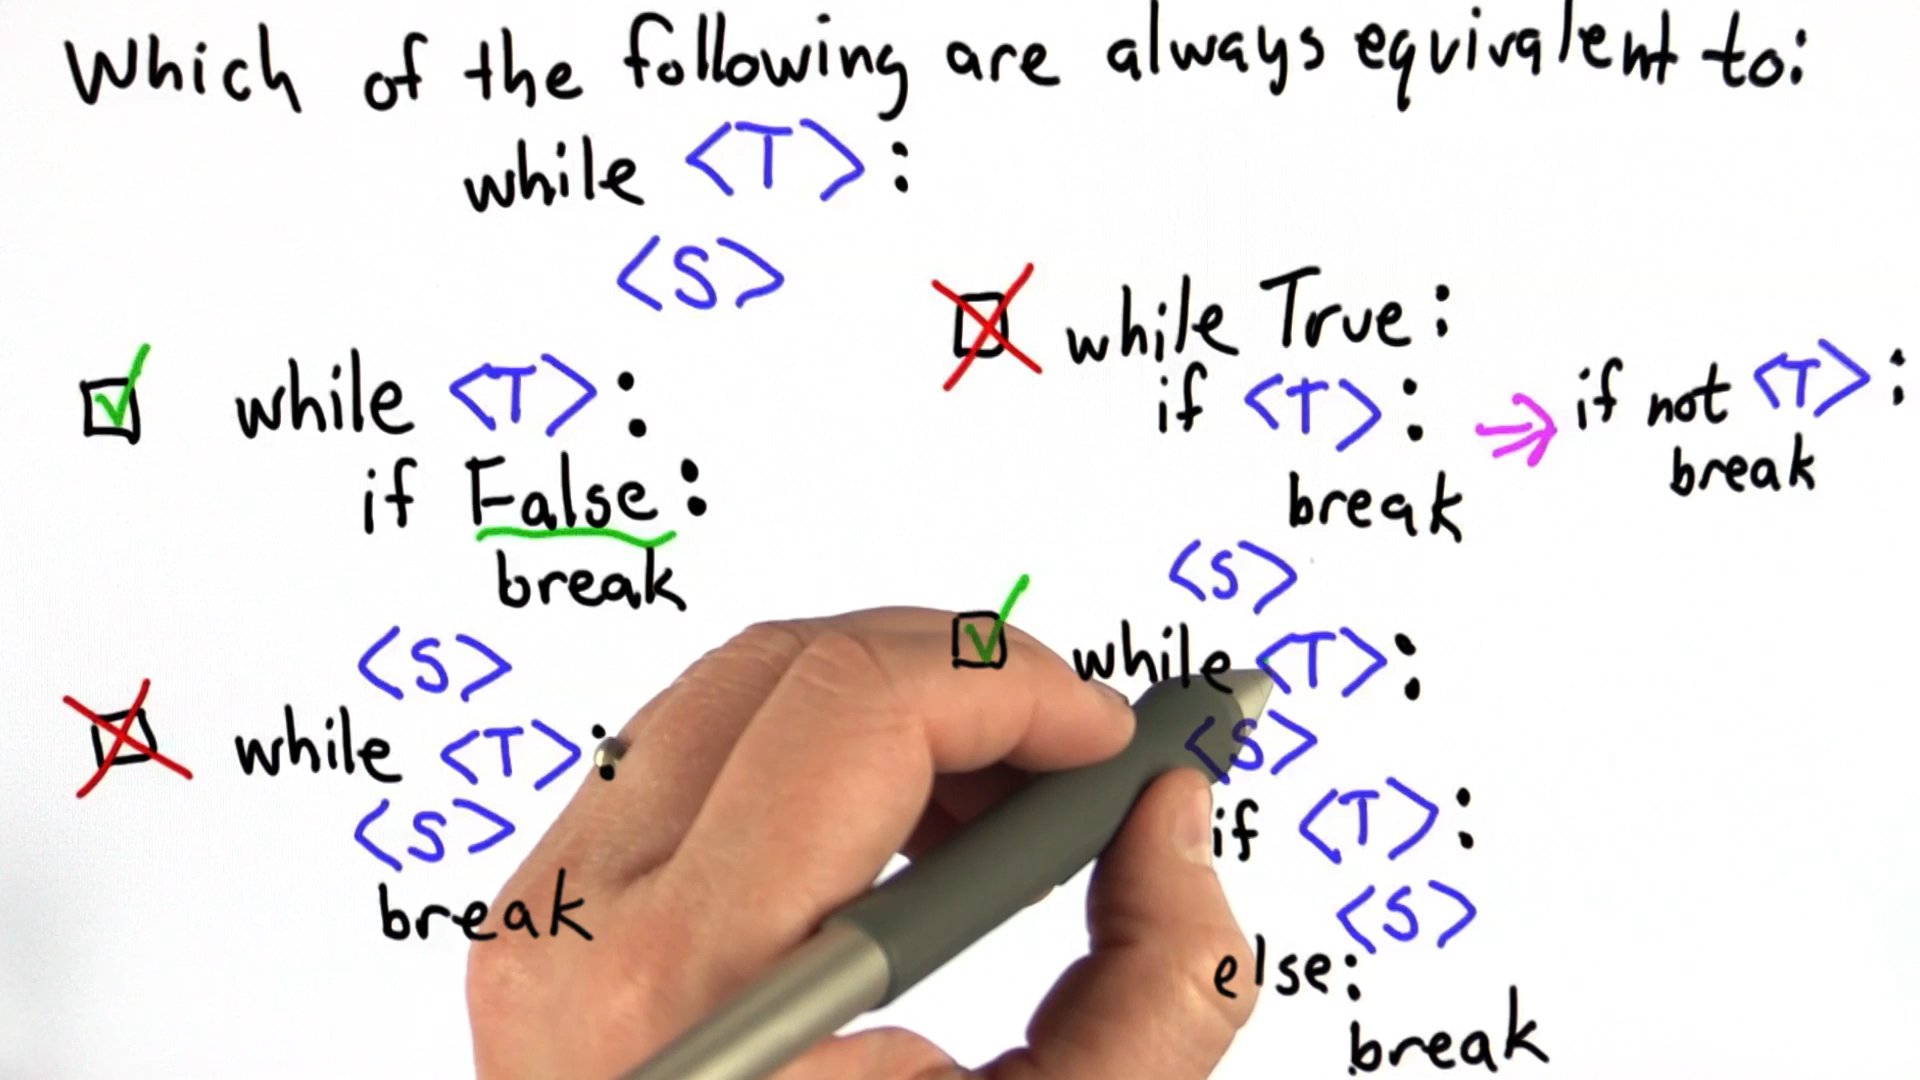 Which of the following are always equivalent to:
while <T>:
<S>
while <T>:
if False:
break
<S>
while <T>:
<S>
break
while True:
if <T>:
break
<S>
if not <T>:
break
while <T>:
<S>
if <T>:
<S>
else:
break